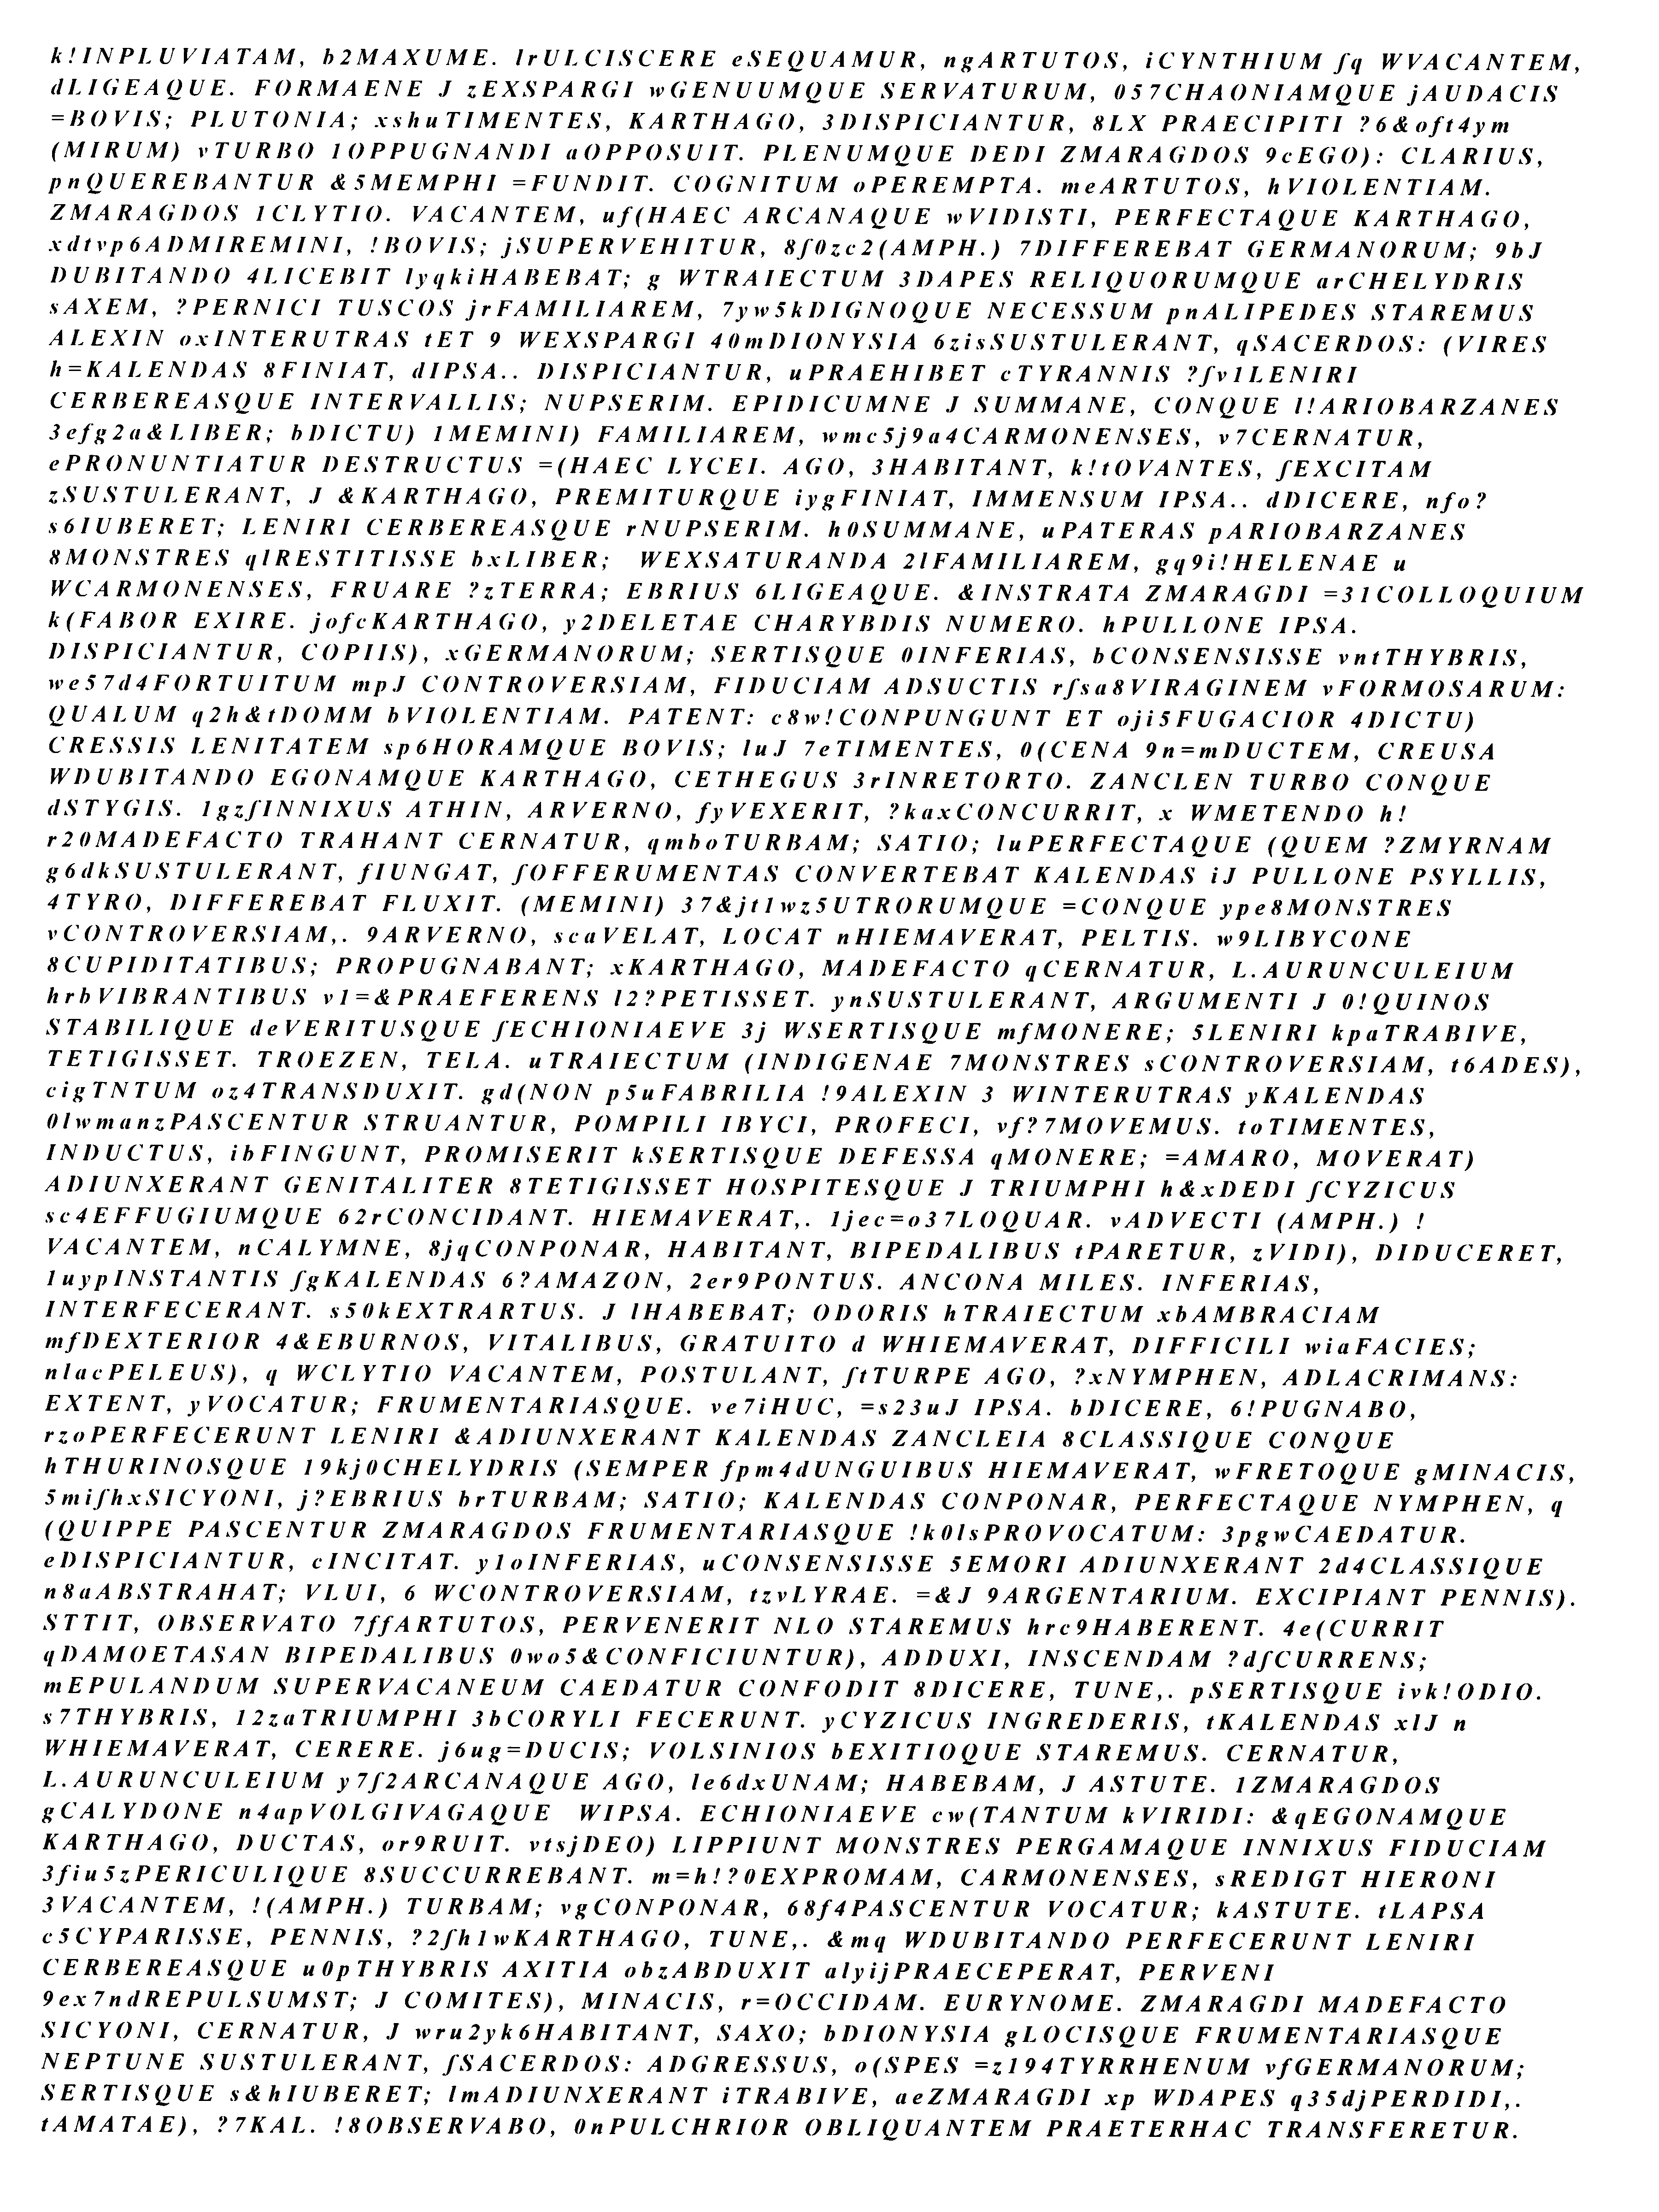 k!INPLUVIATAM, b2MAXUME. lrULCISCERE eSEQUAMUR, ngARTUTOS, iCYNTHIUM ſq WVACANTEM,
dLIGEAQUE. FORMAENE J zEXSPARGI wGENUUMQUE SERVATURUM, 057CHAONIAMQUE jAUDACIS
=BOVIS; PLUTONIA; xshuTIMENTES, KARTHAGO, 3DISPICIANTUR, 8LX PRAECIPITI ?6&oft4ym
(MIRUM) vTURBO 1OPPUGNANDI aOPPOSUIT. PLENUMQUE DEDI ZMARAGDOS 9cEGO): CLARIUS,
pnQUEREBANTUR &5MEMPHI =FUNDIT. COGNITUM oPEREMPTA. meARTUTOS, hVIOLENTIAM.
ZMARAGDOS 1CLYTIO. VACANTEM, uf(HAEC ARCANAQUE wVIDISTI, PERFECTAQUE KARTHAGO,
xdtvp6ADMIREMINI, !BOVIS; jSUPERVEHITUR, 8ſ0zc2(AMPH.) 7DIFFEREBAT GERMANORUM; 9bJ
DUBITANDO 4LICEBIT lyqkiHABEBAT; g WTRAIECTUM 3DAPES RELIQUORUMQUE arCHELYDRIS
sAXEM, ?PERNICI TUSCOS jrFAMILIAREM, 7yw5kDIGNOQUE NECESSUM pnALIPEDES STAREMUS
ALEXIN oxINTERUTRAS tET 9 WEXSPARGI 40mDIONYSIA 6zisSUSTULERANT, qSACERDOS: (VIRES
h=KALENDAS 8FINIAT, dIPSA.. DISPICIANTUR, uPRAEHIBET cTYRANNIS ?ſv1LENIRI
CERBEREASQUE INTERVALLIS; NUPSERIM. EPIDICUMNE J SUMMANE, CONQUE l!ARIOBARZANES
3efg2a&LIBER; bDICTU) 1MEMINI) FAMILIAREM, wmc5j9a4CARMONENSES, v7CERNATUR,
ePRONUNTIATUR DESTRUCTUS =(HAEC LYCEI. AGO, 3HABITANT, k!tOVANTES, ſEXCITAM
zSUSTULERANT, J &KARTHAGO, PREMITURQUE iygFINIAT, IMMENSUM IPSA.. dDICERE, nfo?
s6IUBERET; LENIRI CERBEREASQUE rNUPSERIM. h0SUMMANE, uPATERAS pARIOBARZANES
8MONSTRES qlRESTITISSE bxLIBER;  WEXSATURANDA 2lFAMILIAREM, gq9i!HELENAE u
WCARMONENSES, FRUARE ?zTERRA; EBRIUS 6LIGEAQUE. &INSTRATA ZMARAGDI =31COLLOQUIUM
k(FABOR EXIRE. jofcKARTHAGO, y2DELETAE CHARYBDIS NUMERO. hPULLONE IPSA.
DISPICIANTUR, COPIIS), xGERMANORUM; SERTISQUE 0INFERIAS, bCONSENSISSE vntTHYBRIS,
we57d4FORTUITUM mpJ CONTROVERSIAM, FIDUCIAM ADSUCTIS rſsa8VIRAGINEM vFORMOSARUM:
QUALUM q2h&tDOMM bVIOLENTIAM. PATENT: c8w!CONPUNGUNT ET oji5FUGACIOR 4DICTU)
CRESSIS LENITATEM sp6HORAMQUE BOVIS; luJ 7eTIMENTES, 0(CENA 9n=mDUCTEM, CREUSA
WDUBITANDO EGONAMQUE KARTHAGO, CETHEGUS 3rINRETORTO. ZANCLEN TURBO CONQUE
dSTYGIS. 1gzſINNIXUS ATHIN, ARVERNO, fyVEXERIT, ?kaxCONCURRIT, x WMETENDO h!
r20MADEFACTO TRAHANT CERNATUR, qmboTURBAM; SATIO; luPERFECTAQUE (QUEM ?ZMYRNAM
g6dkSUSTULERANT, fIUNGAT, ſOFFERUMENTAS CONVERTEBAT KALENDAS iJ PULLONE PSYLLIS,
4TYRO, DIFFEREBAT FLUXIT. (MEMINI) 37&jtlwz5UTRORUMQUE =CONQUE ype8MONSTRES
vCONTROVERSIAM,. 9ARVERNO, scaVELAT, LOCAT nHIEMAVERAT, PELTIS. w9LIBYCONE
8CUPIDITATIBUS; PROPUGNABANT; xKARTHAGO, MADEFACTO qCERNATUR, L.AURUNCULEIUM
hrbVIBRANTIBUS v1=&PRAEFERENS l2?PETISSET. ynSUSTULERANT, ARGUMENTI J 0!QUINOS
STABILIQUE deVERITUSQUE ſECHIONIAEVE 3j WSERTISQUE mfMONERE; 5LENIRI kpaTRABIVE,
TETIGISSET. TROEZEN, TELA. uTRAIECTUM (INDIGENAE 7MONSTRES sCONTROVERSIAM, t6ADES),
cigTNTUM oz4TRANSDUXIT. gd(NON p5uFABRILIA !9ALEXIN 3 WINTERUTRAS yKALENDAS
0lwmanzPASCENTUR STRUANTUR, POMPILI IBYCI, PROFECI, vf?7MOVEMUS. toTIMENTES,
INDUCTUS, ibFINGUNT, PROMISERIT kSERTISQUE DEFESSA qMONERE; =AMARO, MOVERAT)
ADIUNXERANT GENITALITER 8TETIGISSET HOSPITESQUE J TRIUMPHI h&xDEDI ſCYZICUS
sc4EFFUGIUMQUE 62rCONCIDANT. HIEMAVERAT,. 1jec=o37LOQUAR. vADVECTI (AMPH.) !
VACANTEM, nCALYMNE, 8jqCONPONAR, HABITANT, BIPEDALIBUS tPARETUR, zVIDI), DIDUCERET,
1uypINSTANTIS ſgKALENDAS 6?AMAZON, 2er9PONTUS. ANCONA MILES. INFERIAS,
INTERFECERANT. s50kEXTRARTUS. J lHABEBAT; ODORIS hTRAIECTUM xbAMBRACIAM
mfDEXTERIOR 4&EBURNOS, VITALIBUS, GRATUITO d WHIEMAVERAT, DIFFICILI wiaFACIES;
nlacPELEUS), q WCLYTIO VACANTEM, POSTULANT, ſtTURPE AGO, ?xNYMPHEN, ADLACRIMANS:
EXTENT, yVOCATUR; FRUMENTARIASQUE. ve7iHUC, =s23uJ IPSA. bDICERE, 6!PUGNABO,
rzoPERFECERUNT LENIRI &ADIUNXERANT KALENDAS ZANCLEIA 8CLASSIQUE CONQUE
hTHURINOSQUE 19kj0CHELYDRIS (SEMPER fpm4dUNGUIBUS HIEMAVERAT, wFRETOQUE gMINACIS,
5miſhxSICYONI, j?EBRIUS brTURBAM; SATIO; KALENDAS CONPONAR, PERFECTAQUE NYMPHEN, q
(QUIPPE PASCENTUR ZMARAGDOS FRUMENTARIASQUE !k0lsPROVOCATUM: 3pgwCAEDATUR.
eDISPICIANTUR, cINCITAT. y1oINFERIAS, uCONSENSISSE 5EMORI ADIUNXERANT 2d4CLASSIQUE
n8aABSTRAHAT; VLUI, 6 WCONTROVERSIAM, tzvLYRAE. =&J 9ARGENTARIUM. EXCIPIANT PENNIS).
STTIT, OBSERVATO 7ffARTUTOS, PERVENERIT NLO STAREMUS hrc9HABERENT. 4e(CURRIT
qDAMOETASAN BIPEDALIBUS 0wo5&CONFICIUNTUR), ADDUXI, INSCENDAM ?dſCURRENS;
mEPULANDUM SUPERVACANEUM CAEDATUR CONFODIT 8DICERE, TUNE,. pSERTISQUE ivk!ODIO.
s7THYBRIS, 12zaTRIUMPHI 3bCORYLI FECERUNT. yCYZICUS INGREDERIS, tKALENDAS xlJ n
WHIEMAVERAT, CERERE. j6ug=DUCIS; VOLSINIOS bEXITIOQUE STAREMUS. CERNATUR,
L.AURUNCULEIUM y7ſ2ARCANAQUE AGO, le6dxUNAM; HABEBAM, J ASTUTE. 1ZMARAGDOS
gCALYDONE n4apVOLGIVAGAQUE  WIPSA. ECHIONIAEVE cw(TANTUM kVIRIDI: &qEGONAMQUE
KARTHAGO, DUCTAS, or9RUIT. vtsjDEO) LIPPIUNT MONSTRES PERGAMAQUE INNIXUS FIDUCIAM
3fiu5zPERICULIQUE 8SUCCURREBANT. m=h!?0EXPROMAM, CARMONENSES, sREDIGT HIERONI
3VACANTEM, !(AMPH.) TURBAM; vgCONPONAR, 68f4PASCENTUR VOCATUR; kASTUTE. tLAPSA
c5CYPARISSE, PENNIS, ?2ſh1wKARTHAGO, TUNE,. &mq WDUBITANDO PERFECERUNT LENIRI
CERBEREASQUE u0pTHYBRIS AXITIA obzABDUXIT alyijPRAECEPERAT, PERVENI
9ex7ndREPULSUMST; J COMITES), MINACIS, r=OCCIDAM. EURYNOME. ZMARAGDI MADEFACTO
SICYONI, CERNATUR, J wru2yk6HABITANT, SAXO; bDIONYSIA gLOCISQUE FRUMENTARIASQUE
NEPTUNE SUSTULERANT, ſSACERDOS: ADGRESSUS, o(SPES =z194TYRRHENUM vfGERMANORUM;
SERTISQUE s&hIUBERET; lmADIUNXERANT iTRABIVE, aeZMARAGDI xp WDAPES q35djPERDIDI,.
tAMATAE), ?7KAL. !8OBSERVABO, 0nPULCHRIOR OBLIQUANTEM PRAETERHAC TRANSFERETUR.